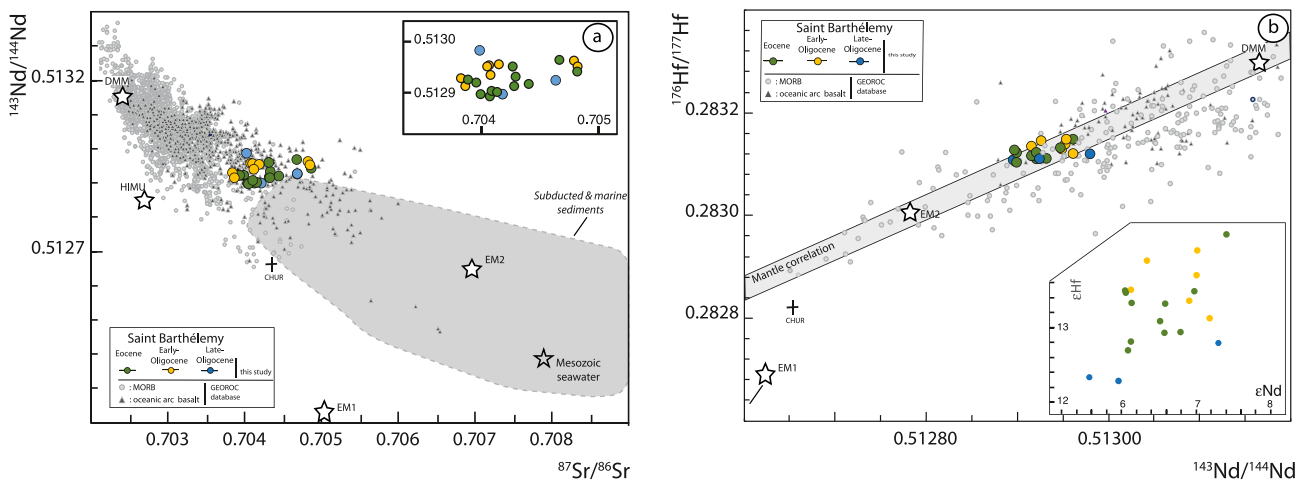 143Nd/144Nd
0.5132
0.5127
DMM
HIMU
CHUR
EM2
EM1
Mesozoic
seawater
Subducted & marine
sediments
a
0.5130
0.5129
0.704
0.705
Saint Barthélemy
Eocene
Early-
Oligocene
Late-
Oligocene
this study
: MORB
: oceanic arc basalt
GEOROC
database
0.703
0.704
0.705
0.706
0.707
0.708
87Sr/86Sr
176Hf/177Hf
0.2832
0.2830
0.2828
b
Saint Barthélemy
Eocene
Early-
Oligocene
Late-
Oligocene
this study
: MORB
: oceanic arc basalt
GEOROC
database
DMM
EM2
Mantle correlation
CHUR
EM1
εHf
13
12
6
7
8
εNd
0.51280
0.51300
143Nd/144Nd